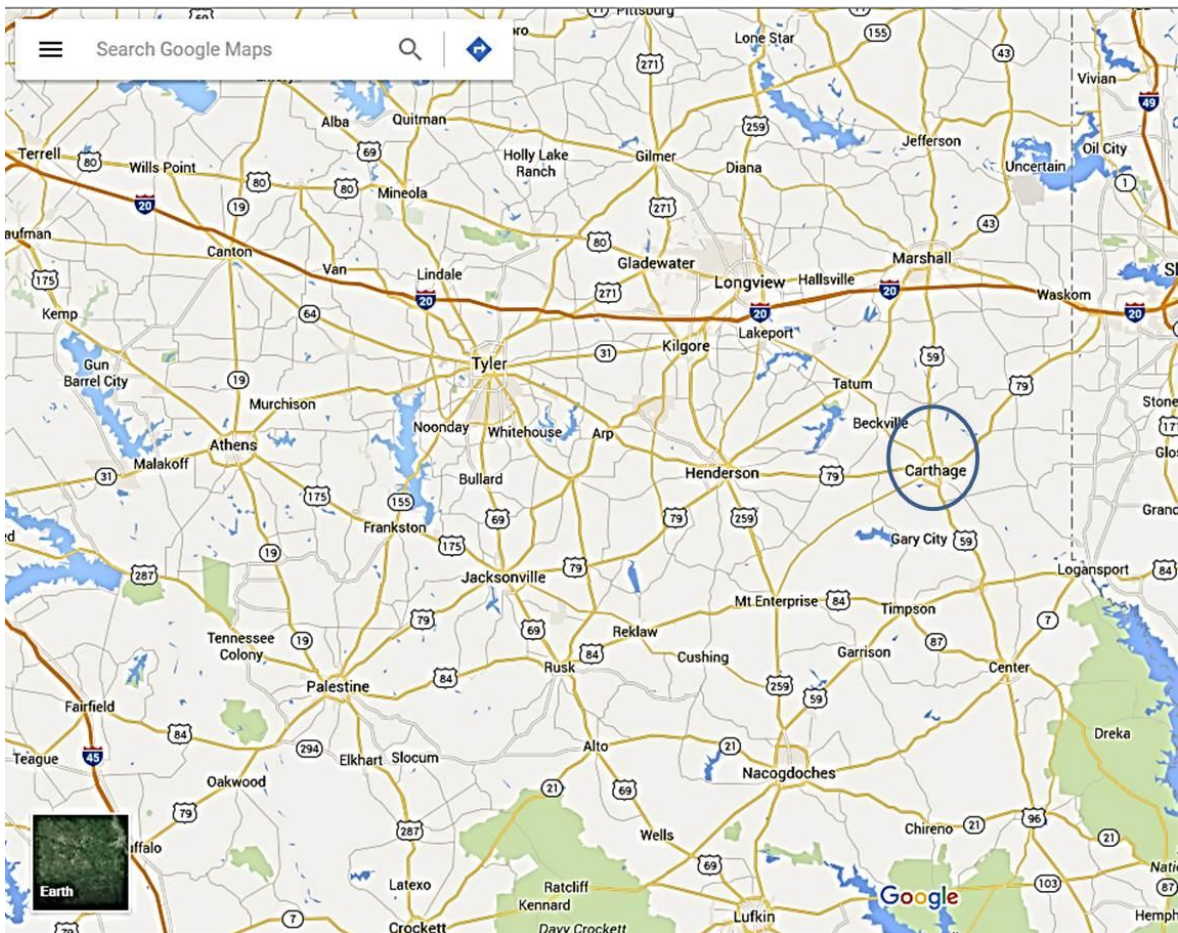 Pittsburg
Search Google Maps
Lone Star
155
43
271
Vivian
49
Alba
Quitman
259
Jefferson
Terrell
80
Wills Point
69
Holly Lake
Ranch
Gilmer
Diana
Uncertain
Oil City
1
80
80
Mineola
20
19
271
43
Canton
80
Van
Lindale
Gladewater
Marshall
175
20
271
Longview
Hallsville
20
Waskom
Kemp
64
20
Lakeport
20
31
Kilgore
59
Tyler
Gun
Barrel City
19
Tatum
79
Murchison
Beckville
Noonday
Whitehouse
Arp
171
Athens
Malakoff
31
Bullard
Henderson
79
Carthage
175
155
Frankston
69
79
259
Gary City
59
19
175
287
Jacksonville
79
Logansport
84
Mt Enterprise
84
Timpson
79
7
Tennessee
Colony
19
69
Reklaw
87
84
Cushing
Garrison
Rusk
Center
Palestine
84
259
59
Fairfield
84
Dreka
Teague
45
294
Elkhart
Slocum
Alto
21
Nacogdoches
Oakwood
21
79
69
287
Wells
Chireno
21
96
21
Earth
69
Latexo
Ratcliff
Google
103
87
Kennard
7
Crockett
Davy Crockett
Lufkin
79